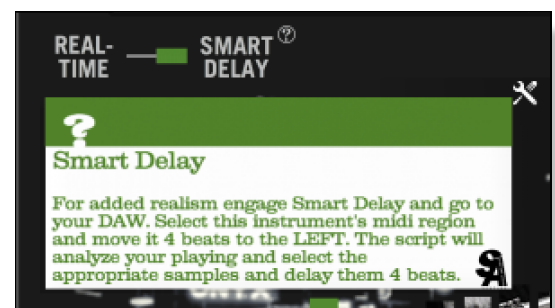 REAL-
TIME
SMART
DELAY
?
?
Smart Delay
For added realism engage Smart Delay and go to
your DAW. Select this instrument's midi region
and move it 4 beats to the LEFT. The script will
analyze your playing and select the
appropriate samples and delay them 4 beats.